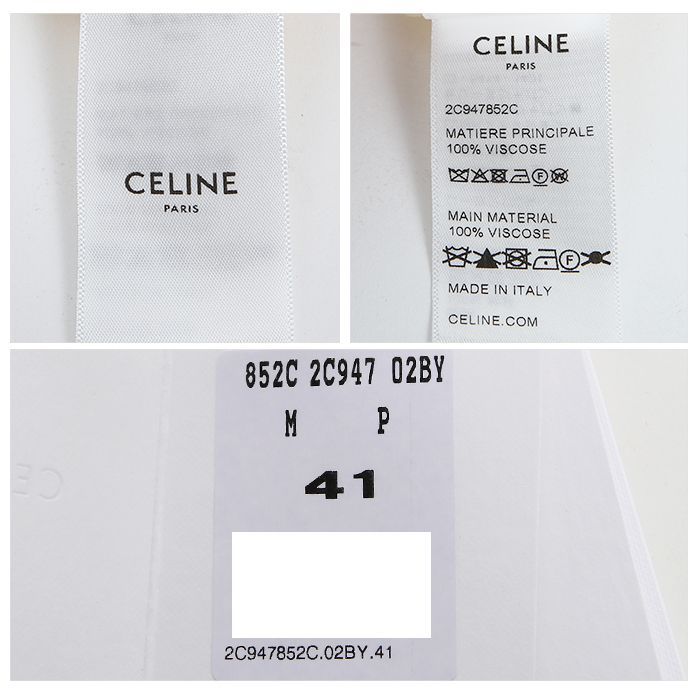 CELINE
PARIS
CELINE
PARIS
2C947852C
MATIERE PRINCIPALE
100% VISCOSE
MAIN MATERIAL
100% VISCOSE
MADE IN ITALY
CELINE.COM
852C 2C947 02BY
M P
41
2C947852C.02BY.41